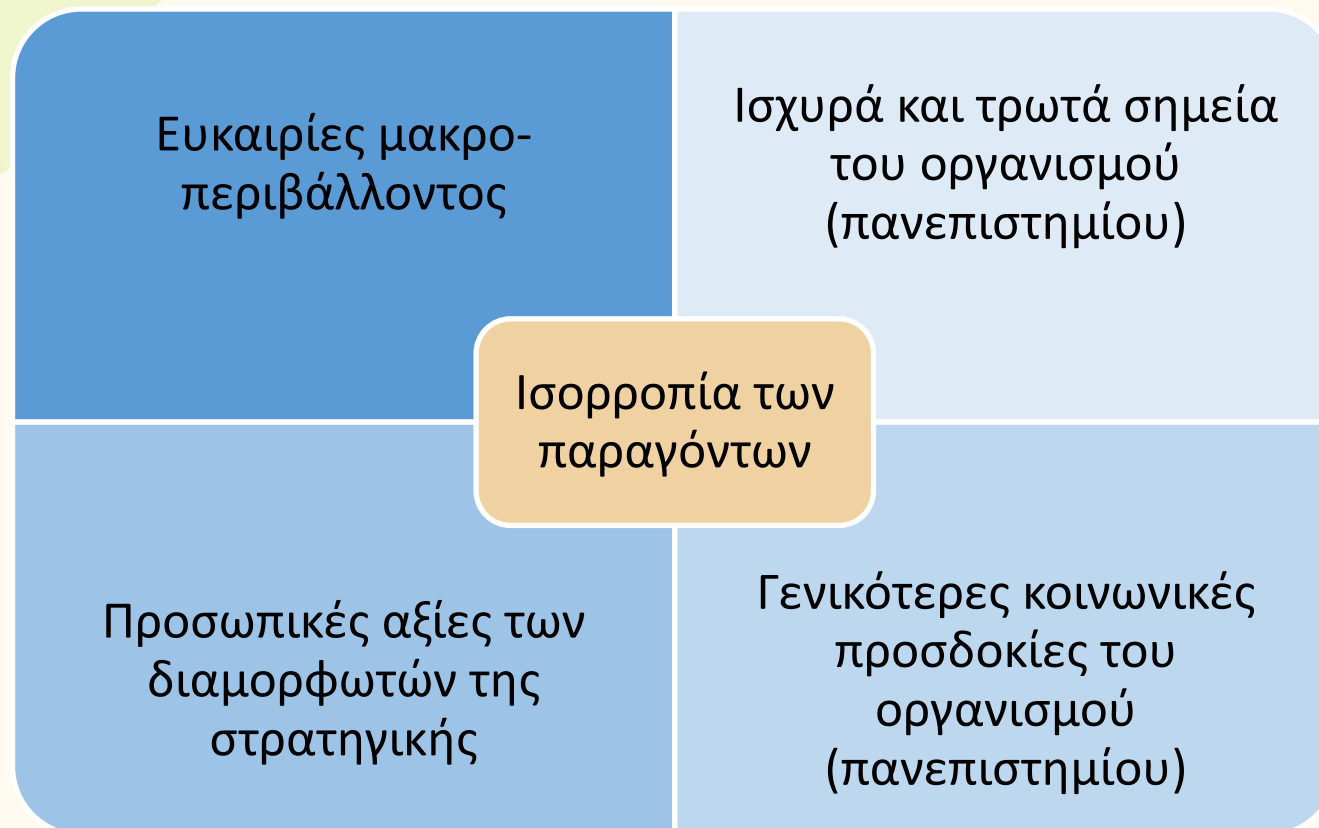 Ευκαιρίες μακρο-
περιβάλλοντος
Ισχυρά και τρωτά σημεία
του οργανισμού
(πανεπιστημίου)
Ισορροπία των
παραγόντων
Προσωπικές αξίες των
διαμορφωτών της
στρατηγικής
Γενικότερες κοινωνικές
προσδοκίες του
οργανισμού
(πανεπιστημίου)